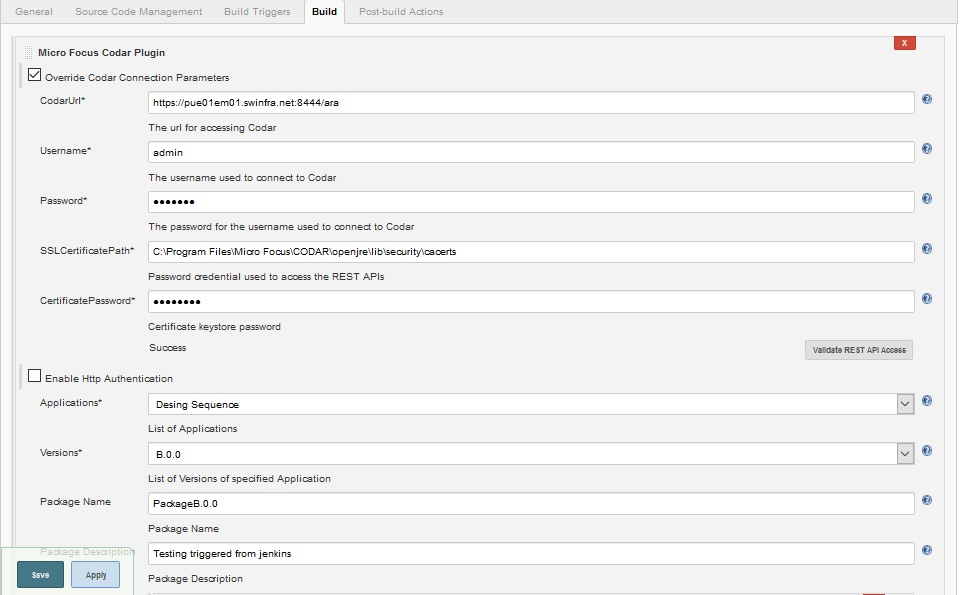 General Source Code Management Build Triggers Build Post-build Actions
Micro Focus Codar Plugin X
Override Codar Connection Parameters
CodarUrl* https://pue01em01.swinfra.net:8444/ara
The url for accessing Codar
Username* admin
The username used to connect to Codar
Password* •••••••
The password for the username used to connect to Codar
SSLCertificatePath* C:\Program Files\Micro Focus\CODAR\openjre\lib\security\cacerts
Password credential used to access the REST APIs
CertificatePassword* ••••••••
Certificate keystore password
Success
Validate REST API Access
Enable Http Authentication
Applications* Desing Sequence
List of Applications
Versions* B.0.0
List of Versions of specified Application
Package Name PackageB.0.0
Package Name
Package Description Testing triggered from jenkins
Package Description
Save Apply